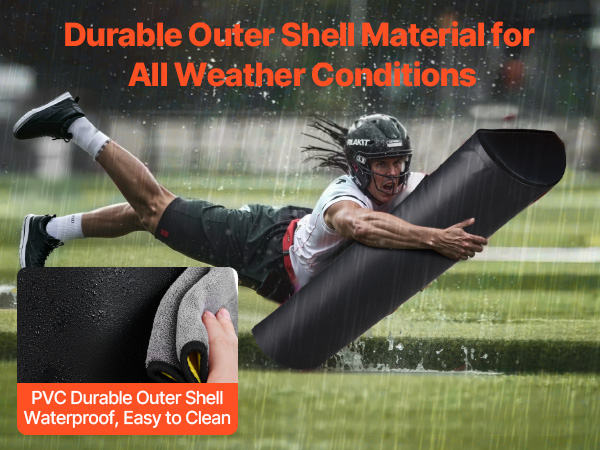 Durable Outer Shell Material for
All Weather Conditions
PVC Durable Outer Shell
Waterproof, Easy to Clean